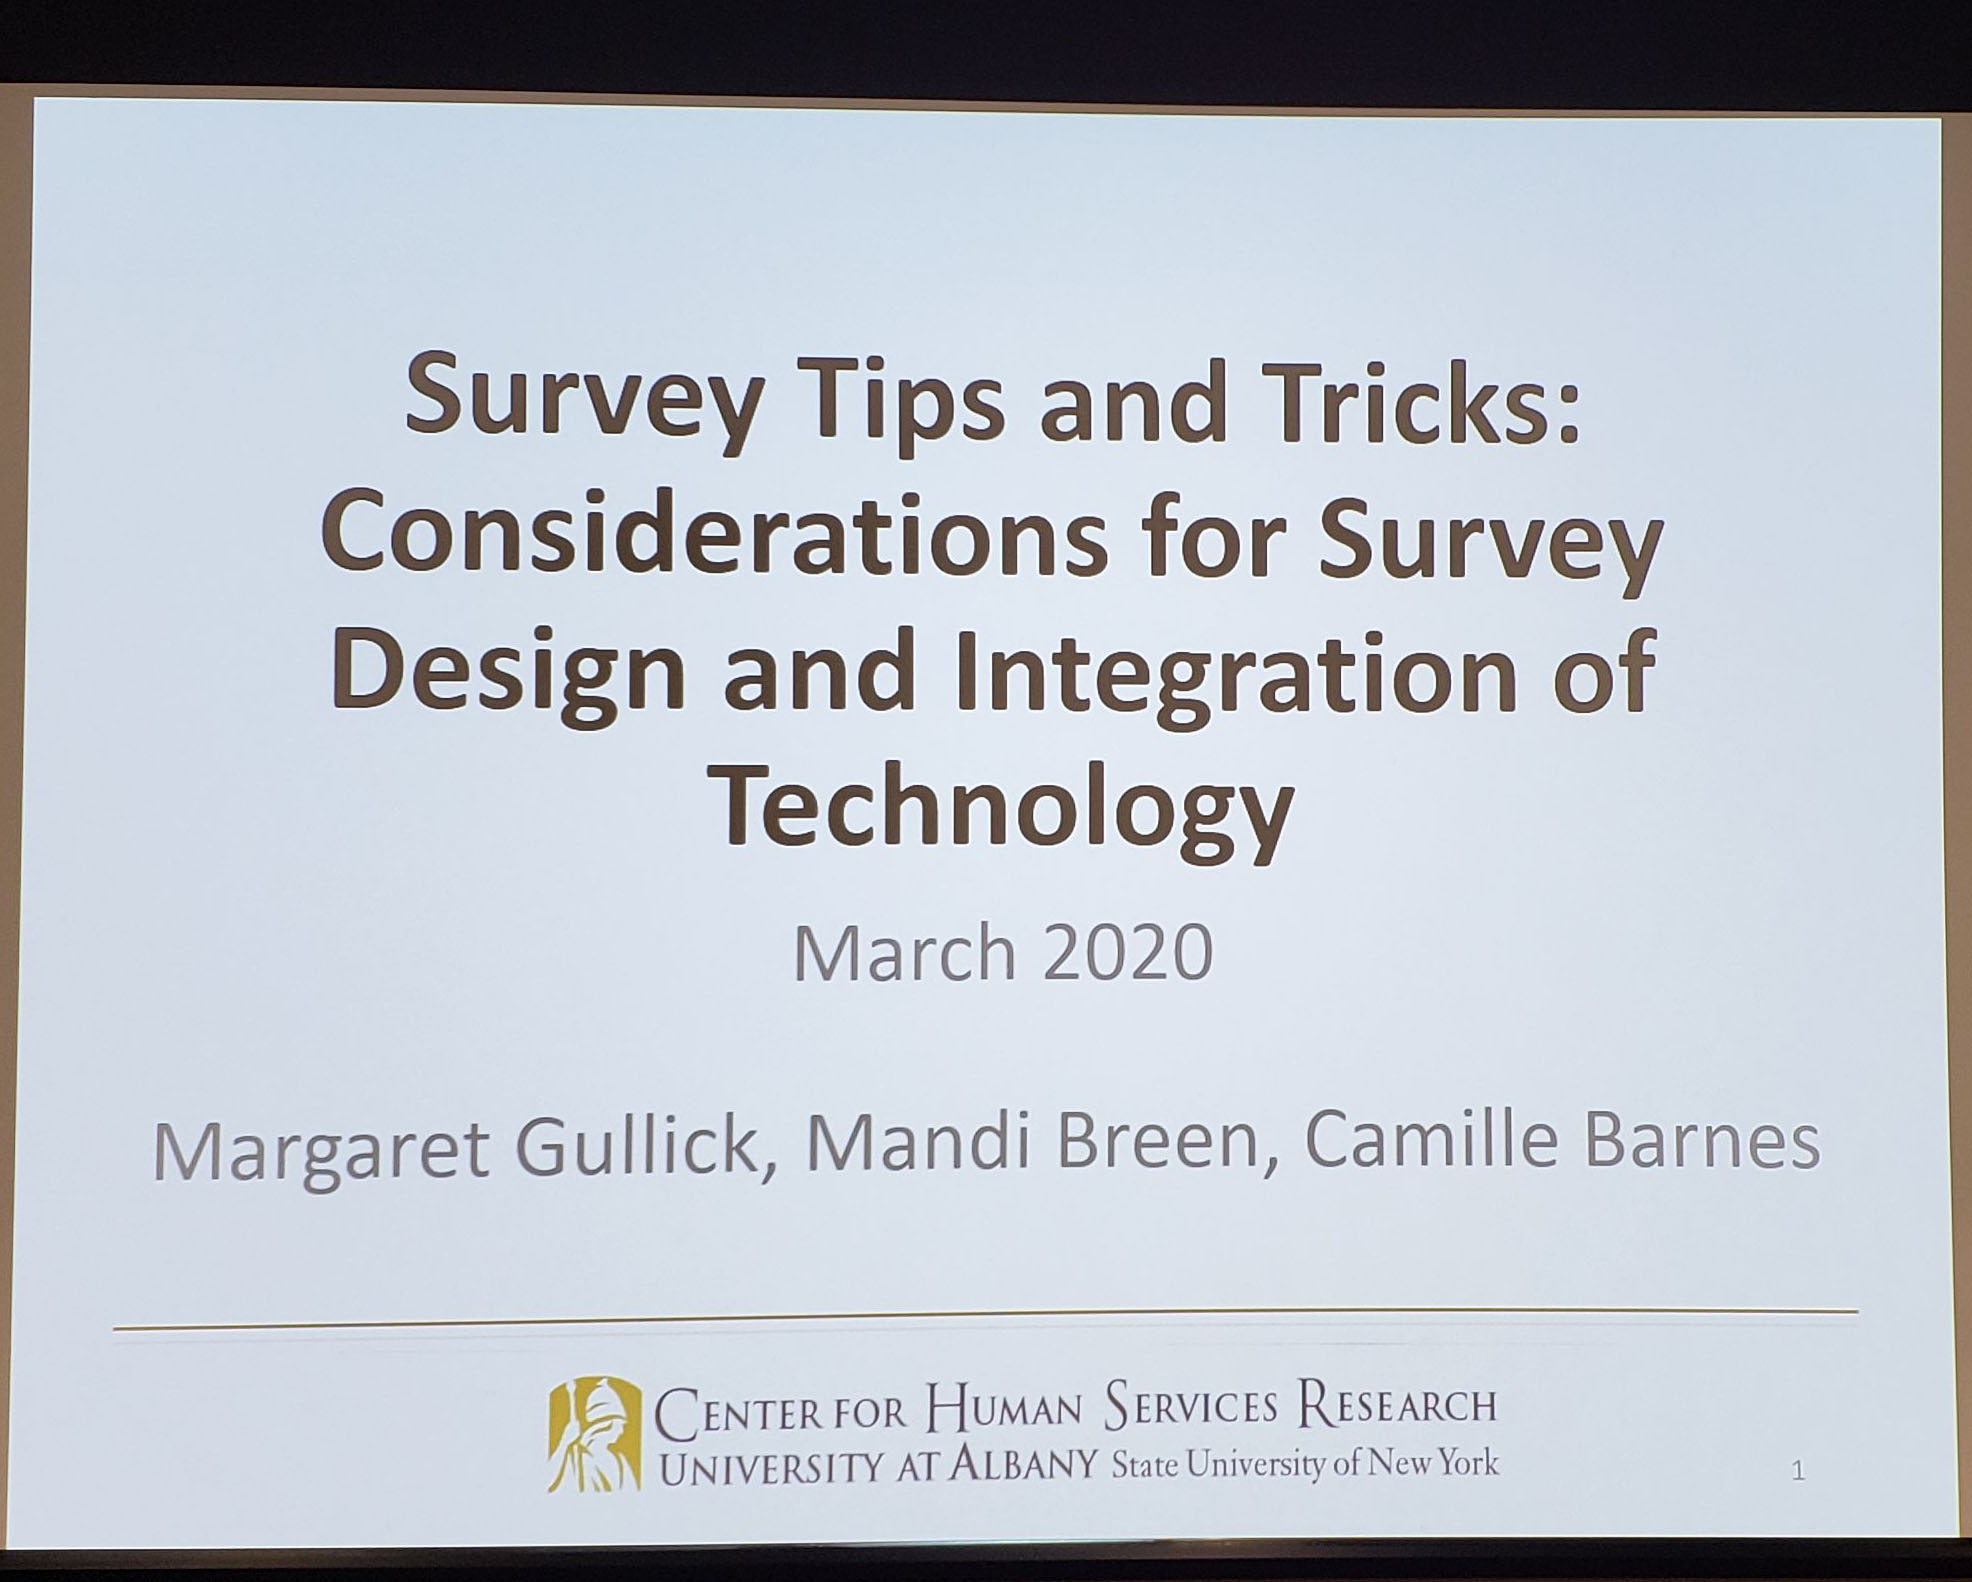 Survey Tips and Tricks:
Considerations for Survey
Design and Integration of
Technology
March 2020
Margaret Gullick, Mandi Breen, Camille Barnes
CENTER FOR HUMAN SERVICES RESEARCH
UNIVERSITY AT ALBANY State University of New York
1